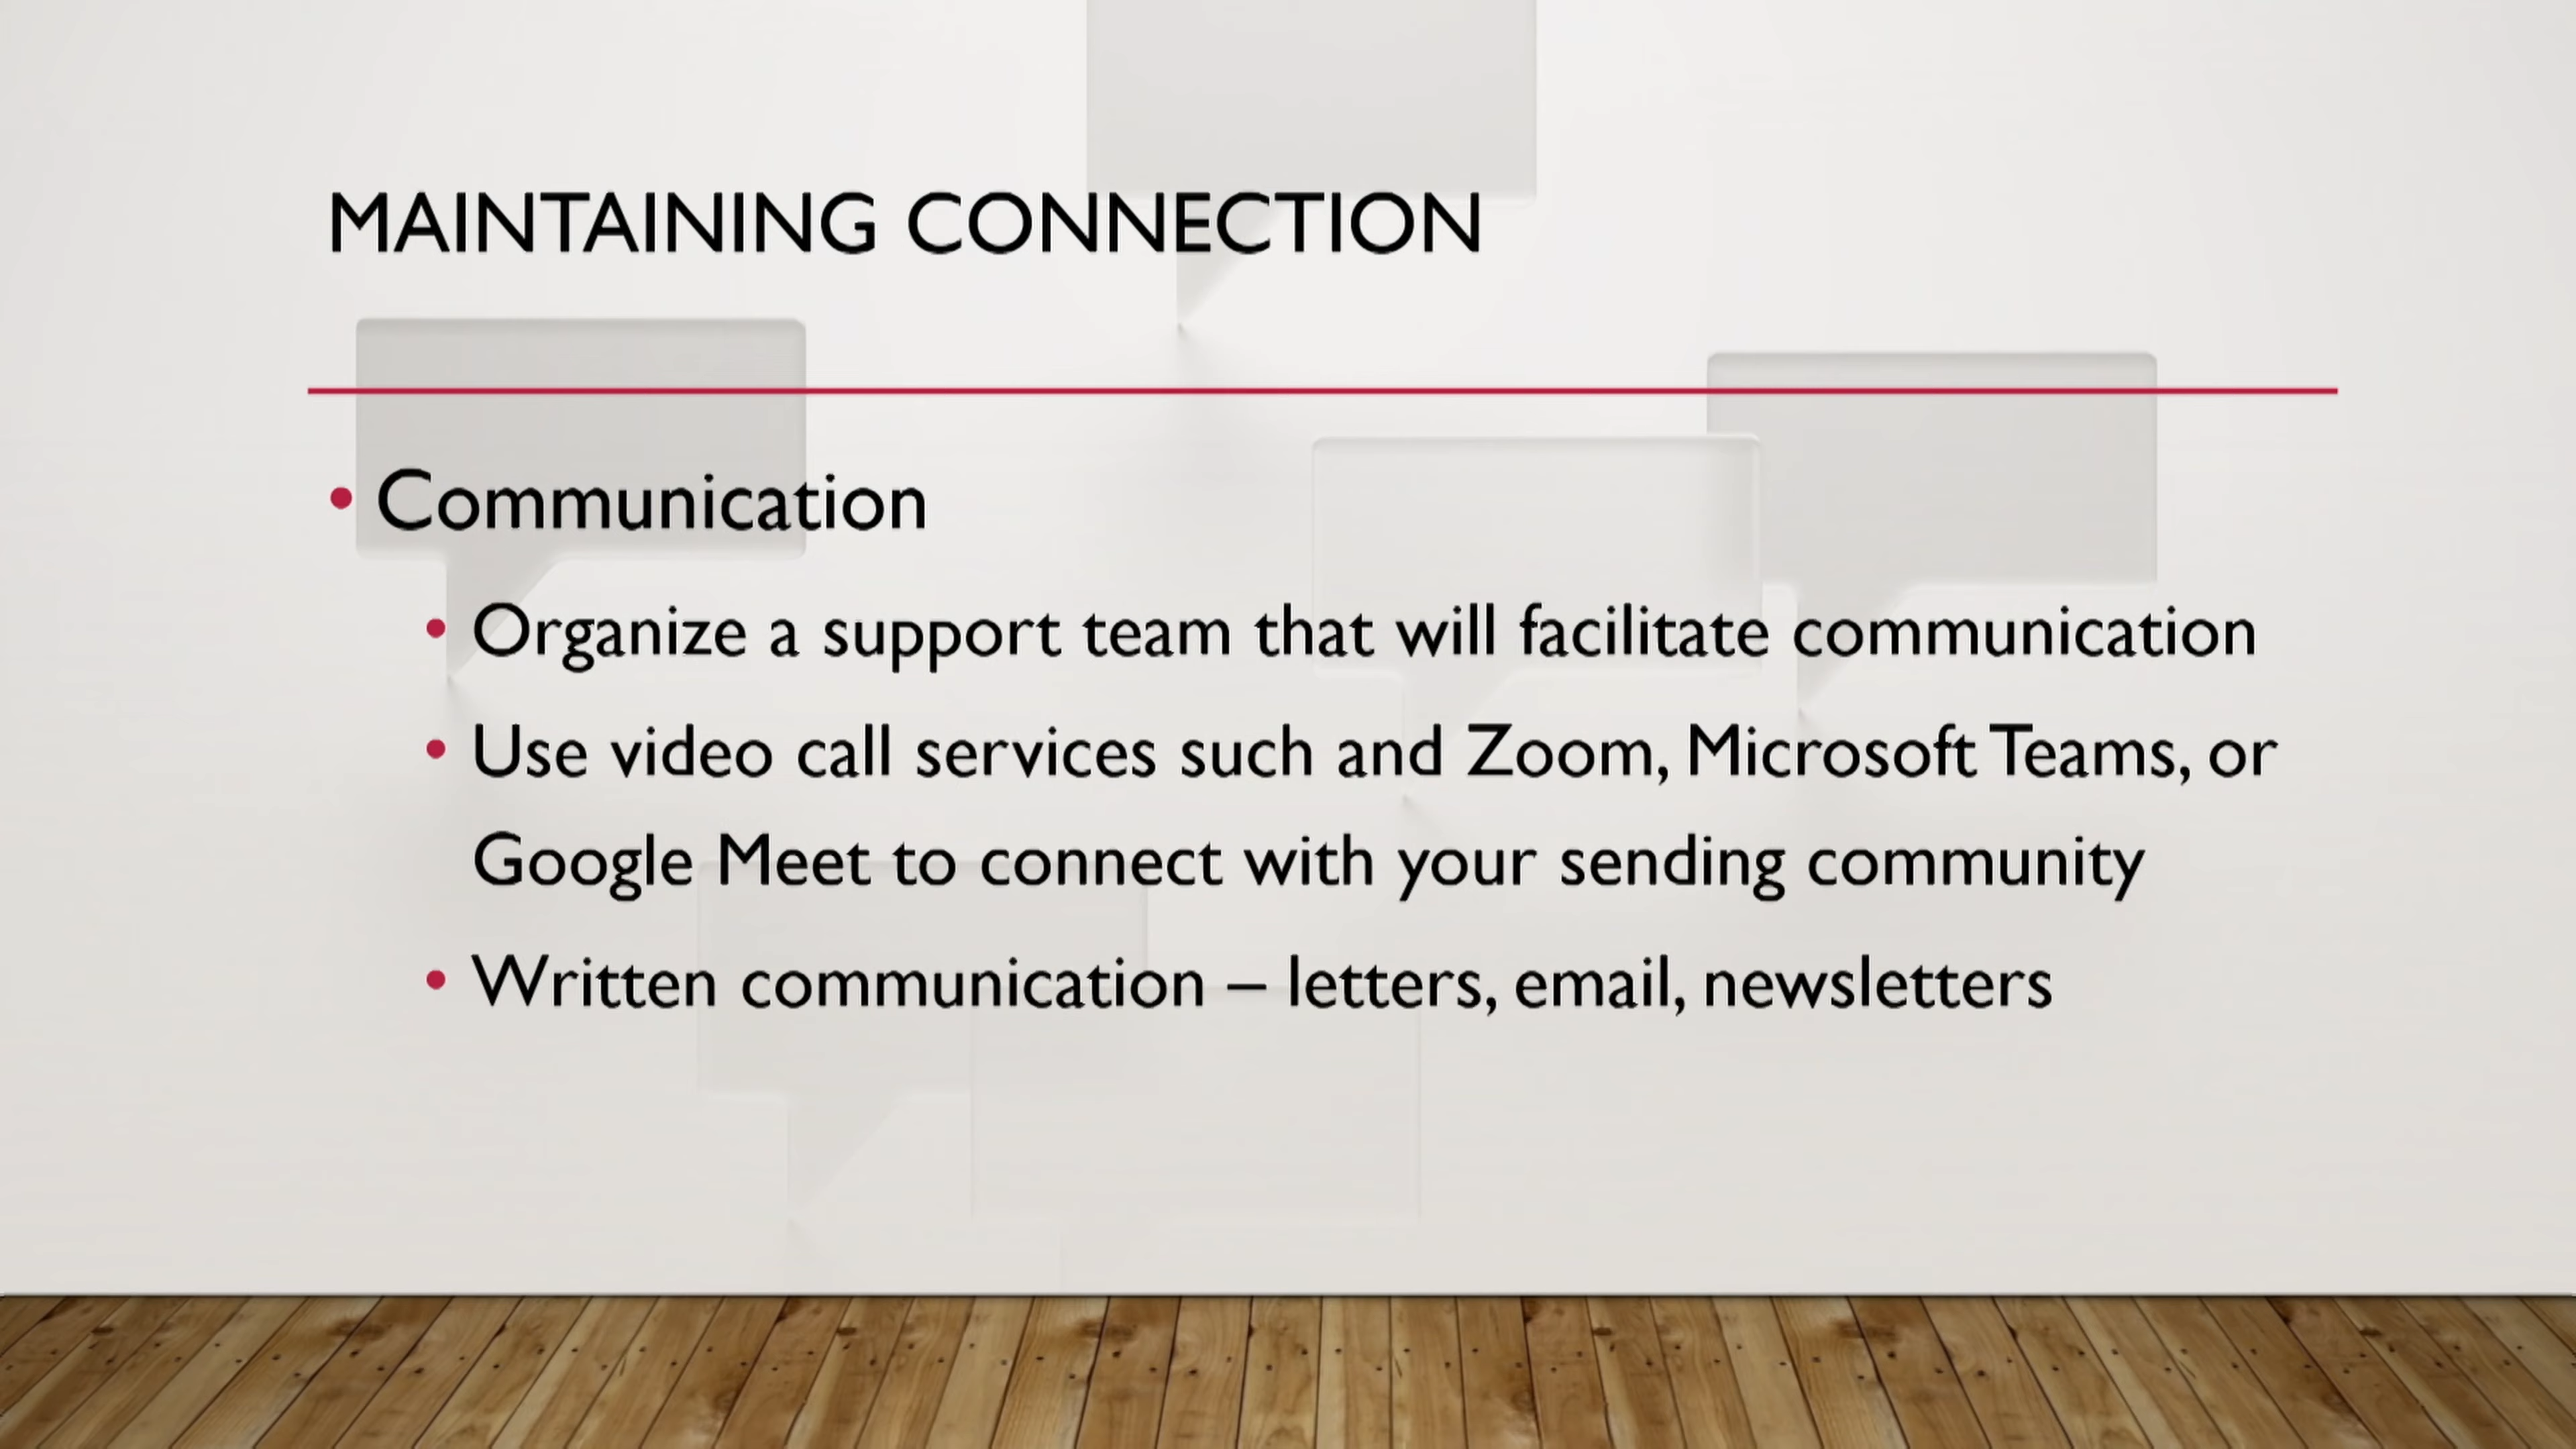 MAINTAINING CONNECTION
• Communication
• Organize a support team that will facilitate communication
• Use video call services such and Zoom, Microsoft Teams, or
Google Meet to connect with your sending community
• Written communication – letters, email, newsletters